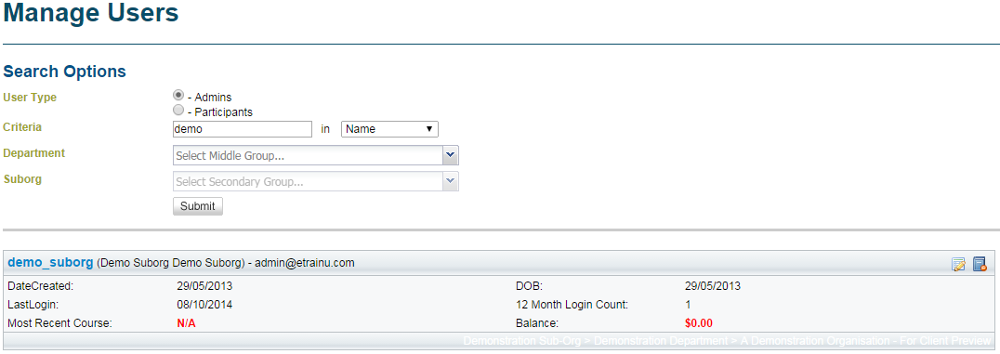 Manage Users
Search Options
User Type
- Admins
- Participants
Criteria demo in Name
Department Select Middle Group...
Suborg Select Secondary Group...
Submit
demo_suborg (Demo Suborg Demo Suborg) - admin@etrainu.com
DateCreated: 29/05/2013 DOB: 29/05/2013
LastLogin: 08/10/2014 12 Month Login Count: 1
Most Recent Course: N/A Balance: $0.00
Demonstration Sub-Org > Demonstration Department > A Demonstration Organisation - For Client Preview